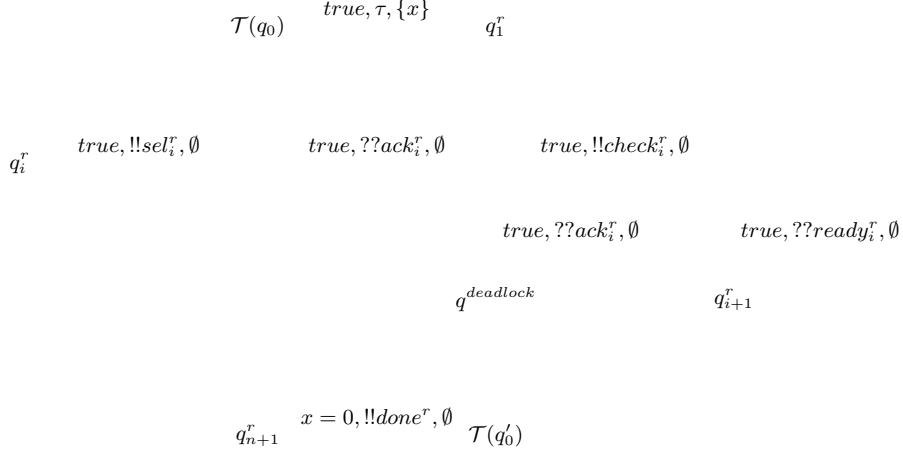 true, τ, {x}
𝒯(q₀) q₁ʳ
true, !!selᵢʳ, ∅ true, ??ackᵢʳ, ∅ true, !!checkᵢʳ, ∅
qᵢʳ
true, ??ackᵢʳ, ∅ true, ??readyᵢʳ, ∅
q^{deadlock} qᵢ₊₁ʳ
x = 0, !!doneʳ, ∅
qₙ₊₁ʳ 𝒯(q₀′)